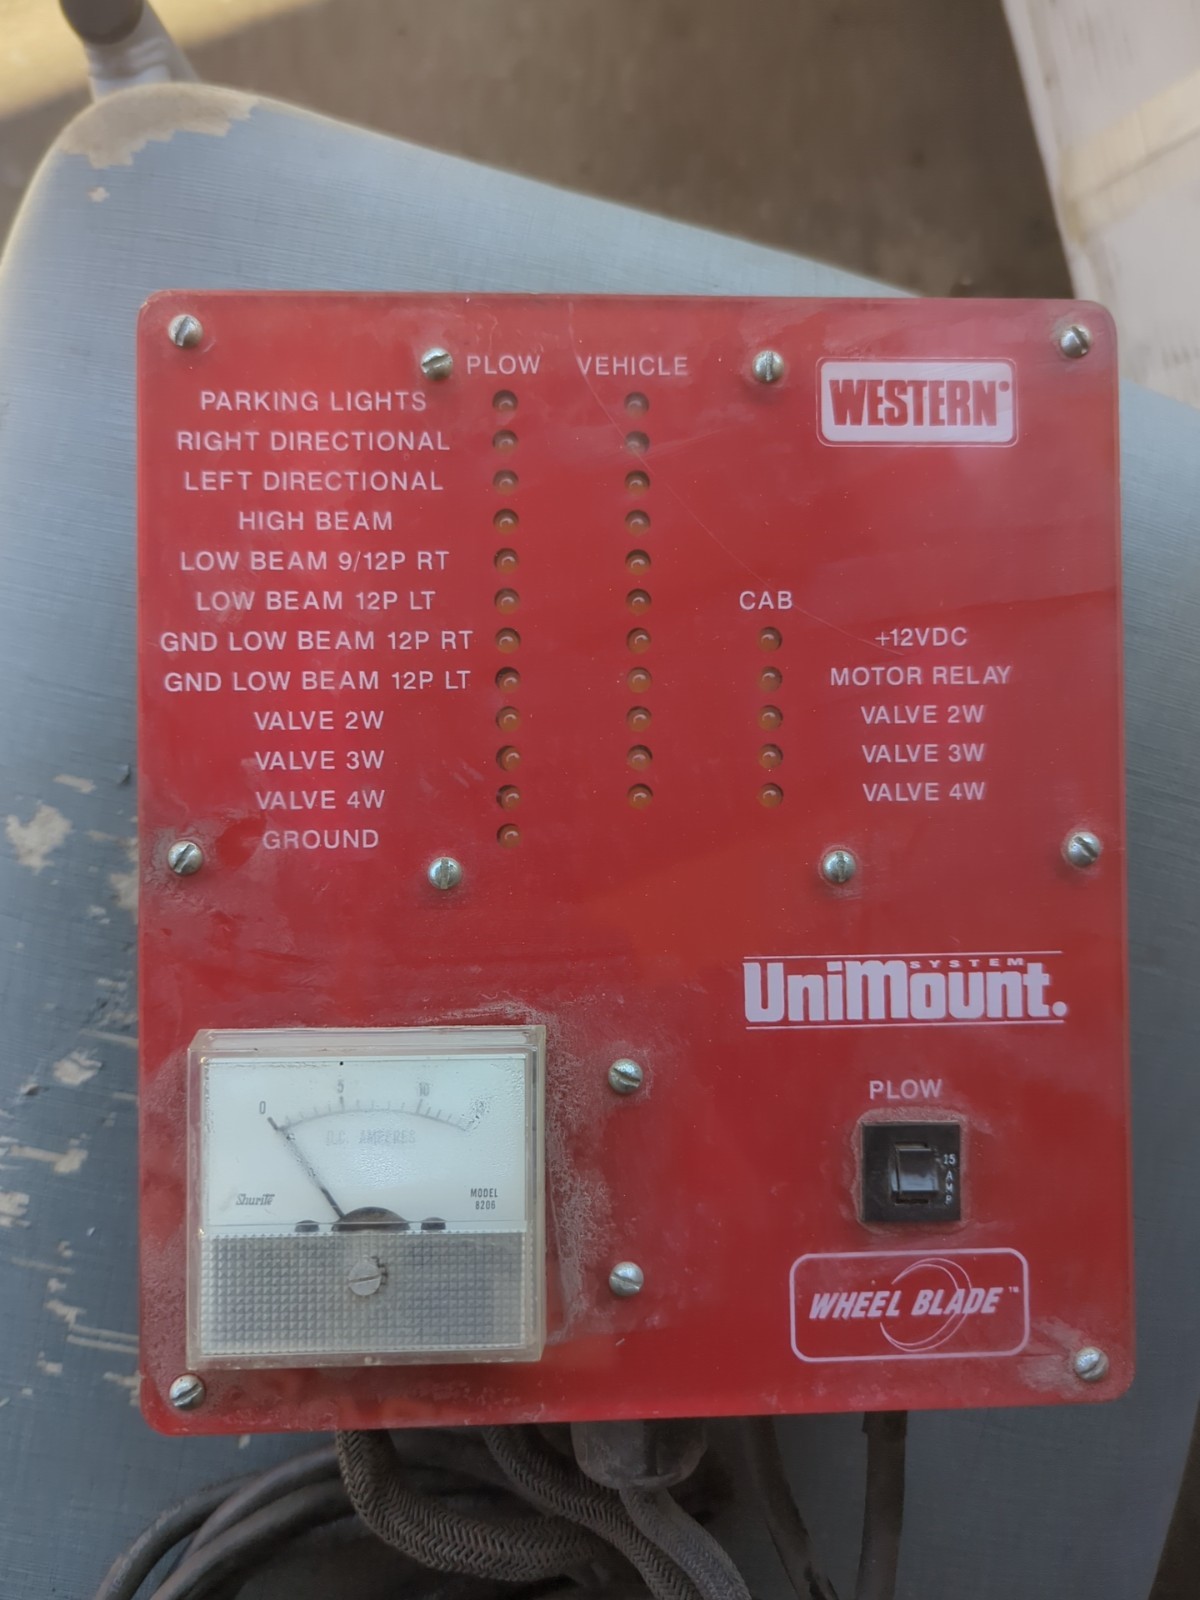 PLOW VEHICLE
WESTERN
PARKING LIGHTS
RIGHT DIRECTIONAL
LEFT DIRECTIONAL
HIGH BEAM
LOW BEAM 9/12P RT
LOW BEAM 12P LT
GND LOW BEAM 12P RT
GND LOW BEAM 12P LT
VALVE 2W
VALVE 3W
VALVE 4W
GROUND
CAB
+12VDC
MOTOR RELAY
VALVE 2W
VALVE 3W
VALVE 4W
SYSTEM
UniMount.
0 5 10
D.C. AMPERES
Shurite
MODEL
8206
PLOW
15
AMP
WHEEL BLADE™